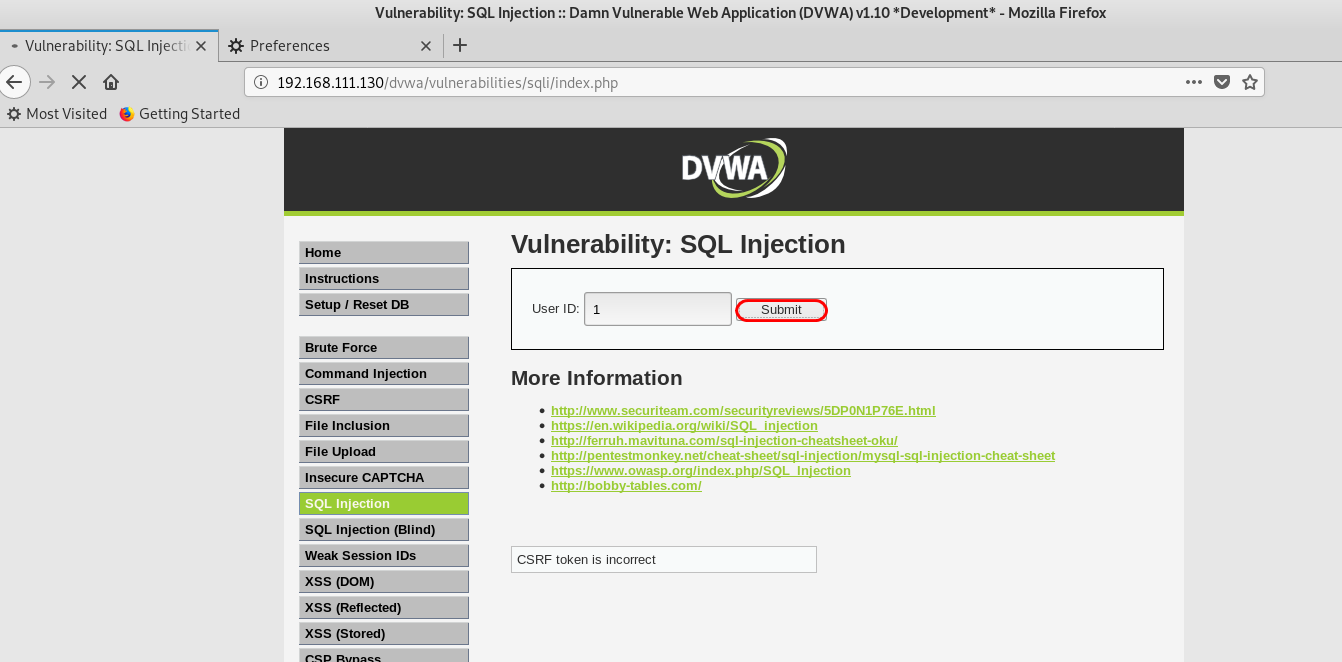 Vulnerability: SQL Injection :: Damn Vulnerable Web Application (DVWA) v1.10 *Development* - Mozilla Firefox
Vulnerability: SQL Injecti
Preferences
192.168.111.130/dvwa/vulnerabilities/sqli/index.php
Most Visited
Getting Started
DVWA
Home
Instructions
Setup / Reset DB
Brute Force
Command Injection
CSRF
File Inclusion
File Upload
Insecure CAPTCHA
SQL Injection
SQL Injection (Blind)
Weak Session IDs
XSS (DOM)
XSS (Reflected)
XSS (Stored)
CSP Bypass
Vulnerability: SQL Injection
User ID: 1 Submit
More Information
http://www.securiteam.com/securityreviews/5DP0N1P76E.html
https://en.wikipedia.org/wiki/SQL_injection
http://ferruh.mavituna.com/sql-injection-cheatsheet-oku/
http://pentestmonkey.net/cheat-sheet/sql-injection/mysql-sql-injection-cheat-sheet
https://www.owasp.org/index.php/SQL_Injection
http://bobby-tables.com/
CSRF token is incorrect